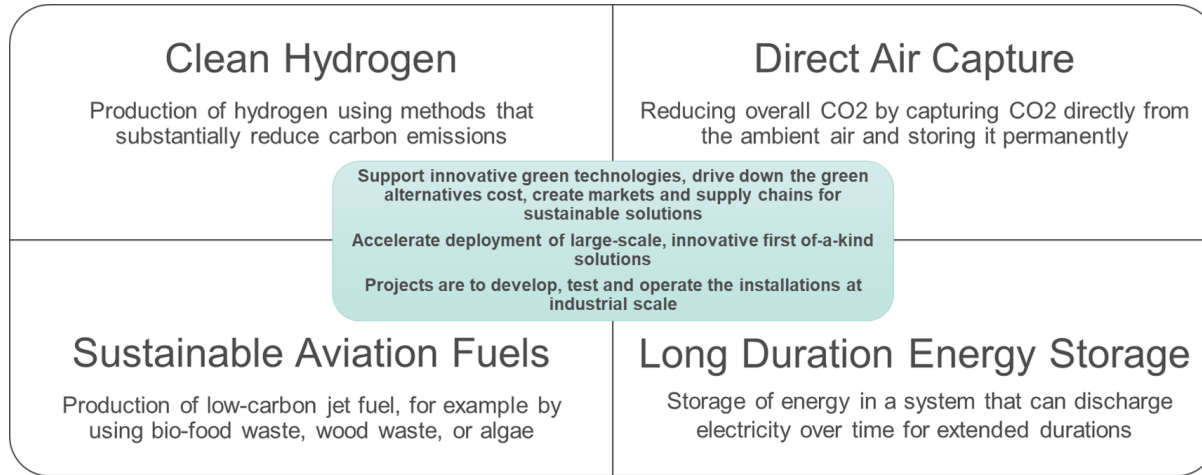 Clean Hydrogen
Production of hydrogen using methods that
substantially reduce carbon emissions
Direct Air Capture
Reducing overall CO2 by capturing CO2 directly from
the ambient air and storing it permanently
Support innovative green technologies, drive down the green
alternatives cost, create markets and supply chains for
sustainable solutions
Accelerate deployment of large-scale, innovative first of-a-kind
solutions
Projects are to develop, test and operate the installations at
industrial scale
Sustainable Aviation Fuels
Production of low-carbon jet fuel, for example by
using bio-food waste, wood waste, or algae
Long Duration Energy Storage
Storage of energy in a system that can discharge
electricity over time for extended durations